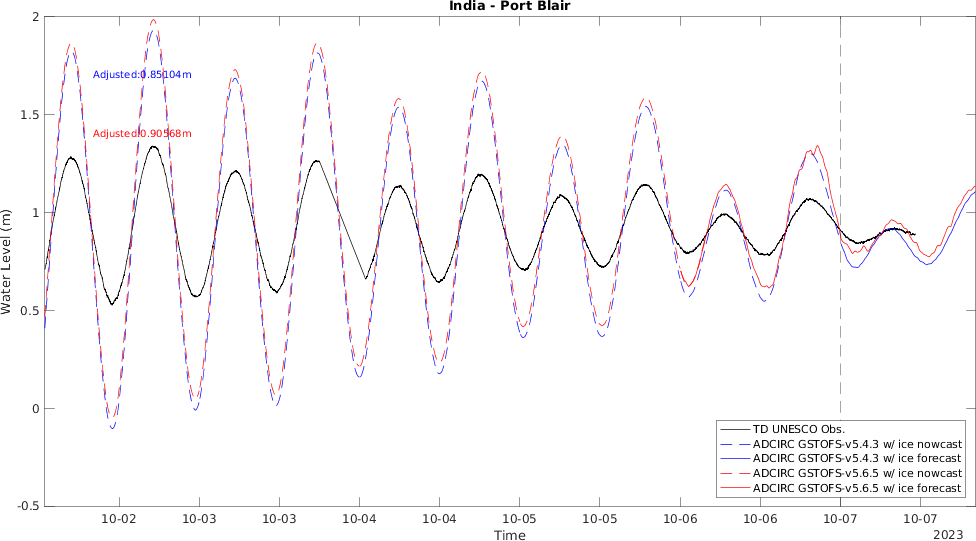 India - Port Blair
Water Level (m)
2
1.5
1
0.5
0
-0.5
Adjusted:0.85104m
Adjusted:0.90568m
TD UNESCO Obs.
ADCIRC GSTOFS-v5.4.3 w/ ice nowcast
ADCIRC GSTOFS-v5.4.3 w/ ice forecast
ADCIRC GSTOFS-v5.6.5 w/ ice nowcast
ADCIRC GSTOFS-v5.6.5 w/ ice forecast
10-02 10-03 10-03 10-04 10-04 10-05 10-05 10-06 10-06 10-07 10-07
Time
2023